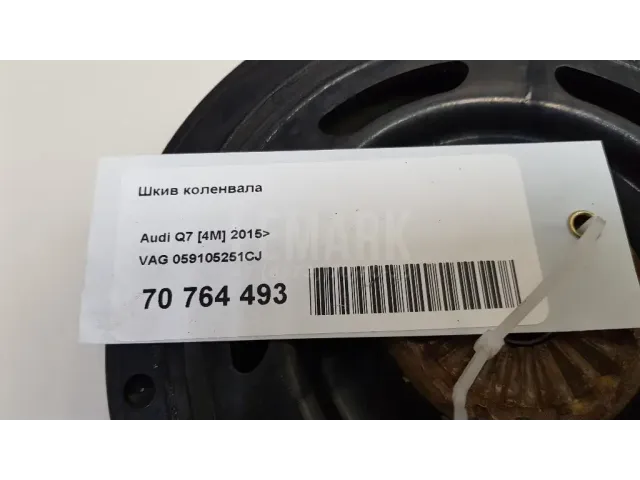 Шкив коленвала
Audi Q7 [4M] 2015>
VAG 059105251CJ
70 764 493